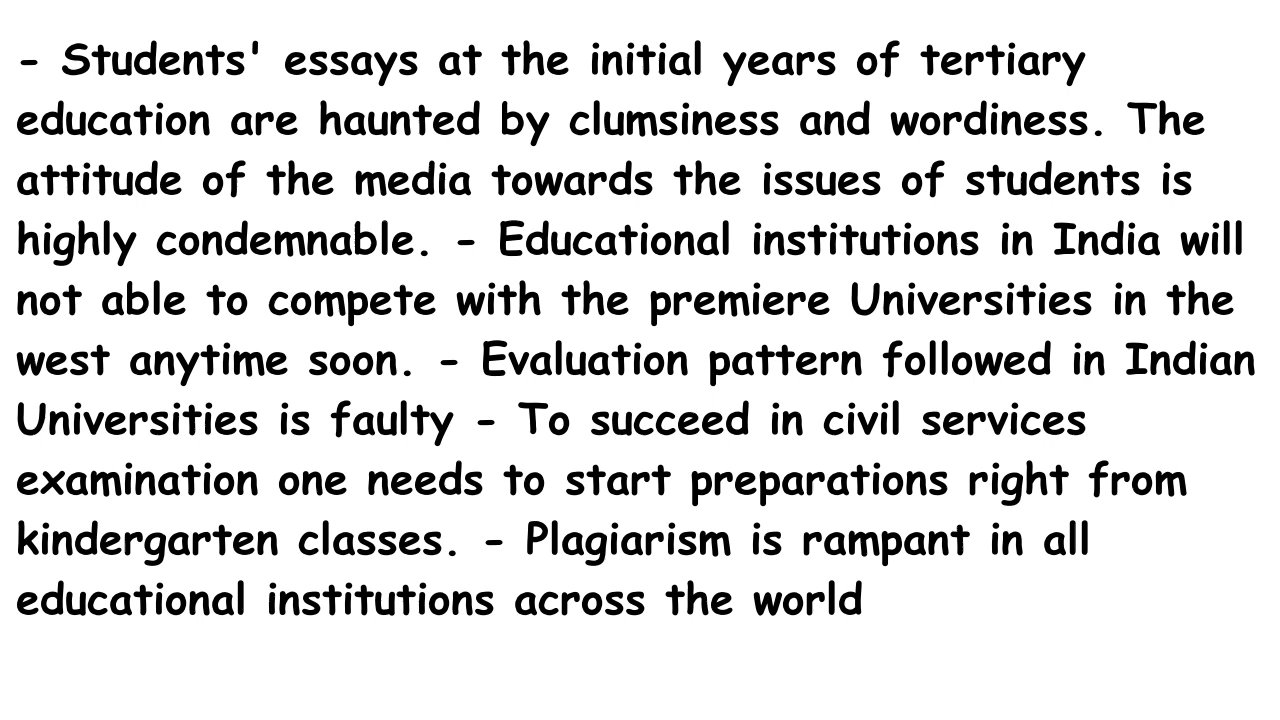 - Students' essays at the initial years of tertiary
education are haunted by clumsiness and wordiness. The
attitude of the media towards the issues of students is
highly condemnable. - Educational institutions in India will
not able to compete with the premiere Universities in the
west anytime soon. - Evaluation pattern followed in Indian
Universities is faulty - To succeed in civil services
examination one needs to start preparations right from
kindergarten classes. - Plagiarism is rampant in all
educational institutions across the world